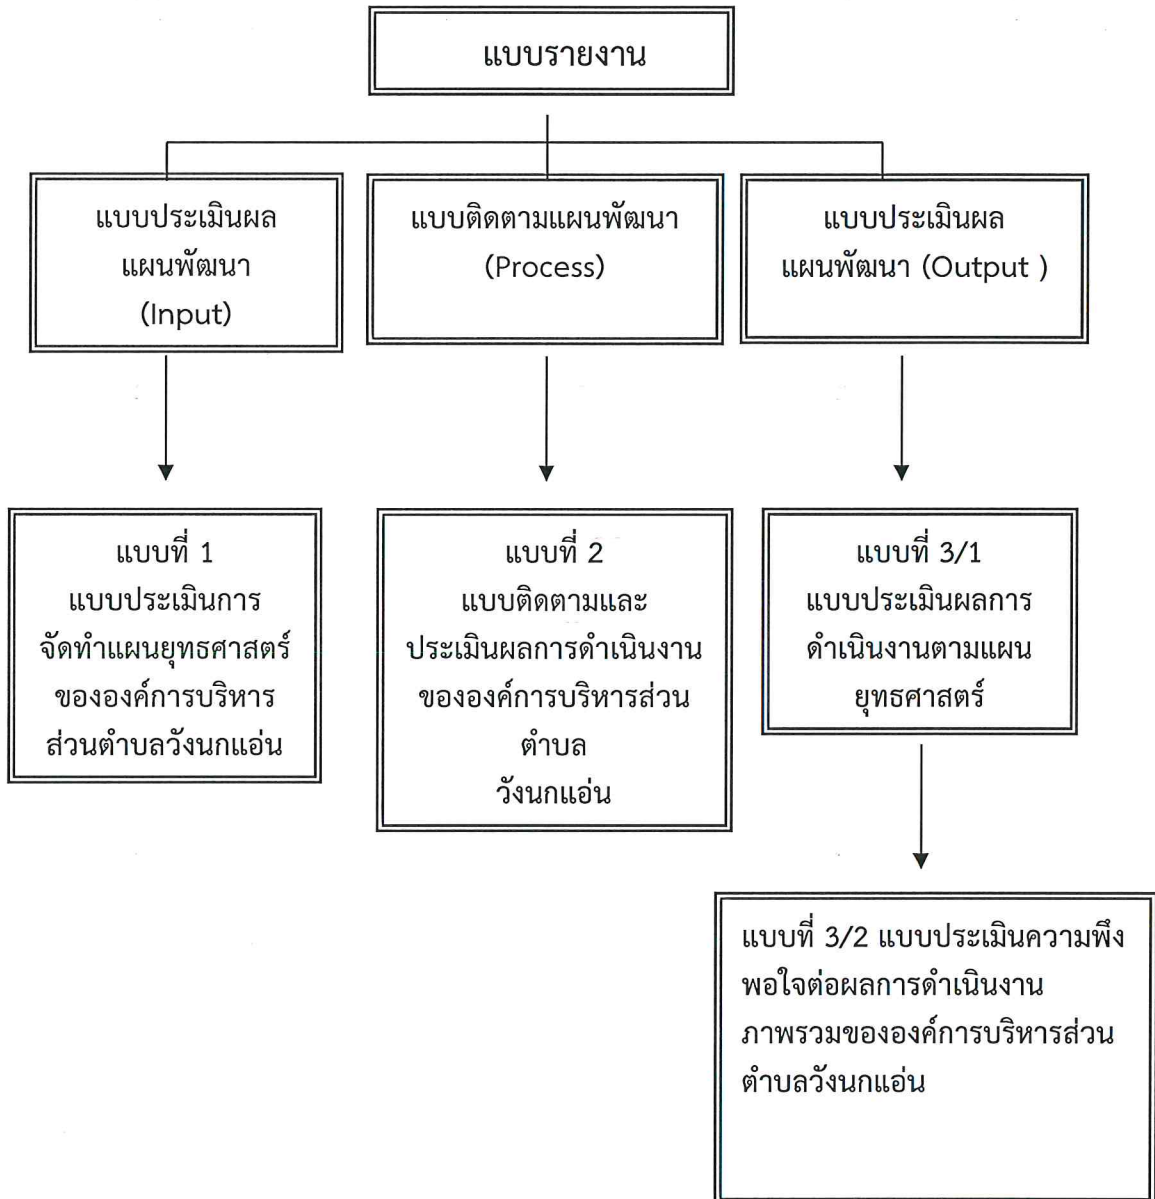 แบบรายงาน
แบบประเมินผล
แผนพัฒนา
(Input)
แบบติดตามแผนพัฒนา
(Process)
แบบประเมินผล
แผนพัฒนา (Output )
แบบที่ 1
แบบประเมินการ
จัดทำแผนยุทธศาสตร์
ขององค์การบริหาร
ส่วนตำบลวังนกแอ่น
แบบที่ 2
แบบติดตามและ
ประเมินผลการดำเนินงาน
ขององค์การบริหารส่วน
ตำบล
วังนกแอ่น
แบบที่ 3/1
แบบประเมินผลการ
ดำเนินงานตามแผน
ยุทธศาสตร์
แบบที่ 3/2 แบบประเมินความพึง
พอใจต่อผลการดำเนินงาน
ภาพรวมขององค์การบริหารส่วน
ตำบลวังนกแอ่น